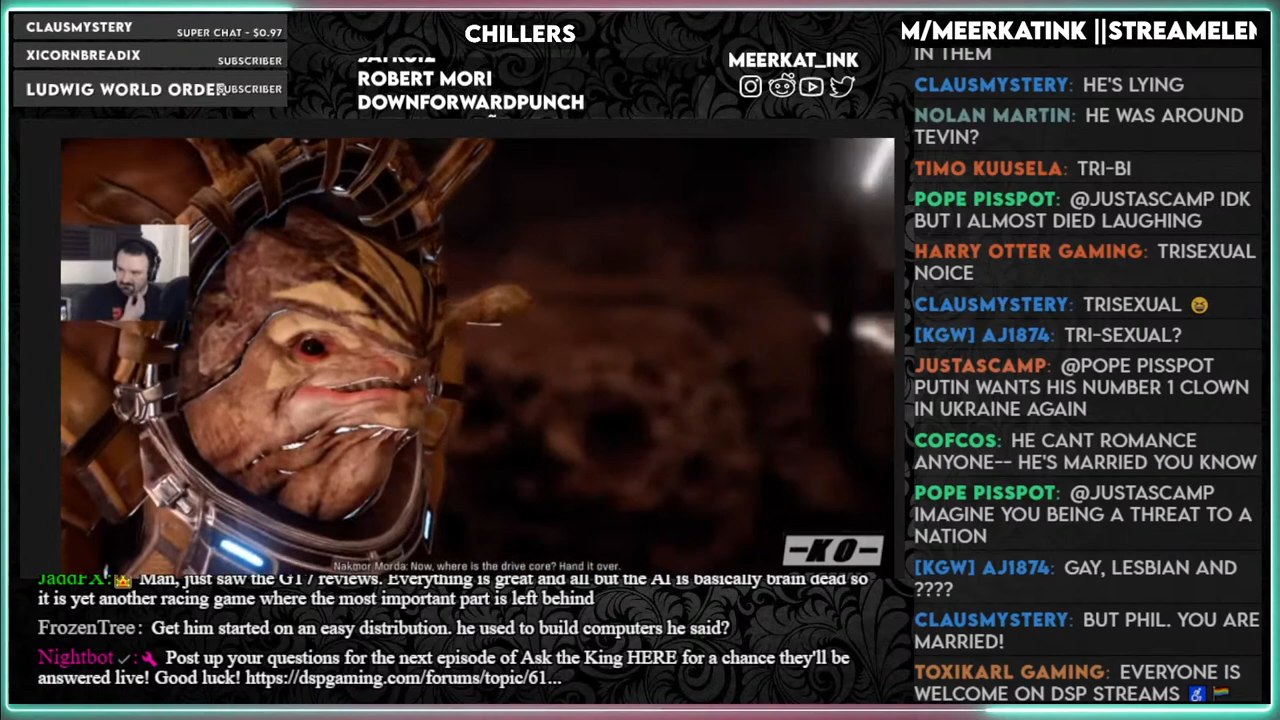 CLAUSMYSTERY
SUPER CHAT - $0.97
XICORNBREADIX
SUBSCRIBER
LUDWIG WORLD ORDER
SUBSCRIBER
CHILLERS
ROBERT MORI
DOWNFORWARDPUNCH
MEERKAT_INK
M/MEERKATINK ||STREAMELEN
IN THEM
CLAUSMYSTERY: HE'S LYING
NOLAN MARTIN: HE WAS AROUND
TEVIN?
TIMO KUUSELA: TRI-BI
POPE PISSPOT: @JUSTASCAMP IDK
BUT I ALMOST DIED LAUGHING
HARRY OTTER GAMING: TRISEXUAL
NOICE
CLAUSMYSTERY: TRISEXUAL 😆
[KGW] AJ1874: TRI-SEXUAL?
JUSTASCAMP: @POPE PISSPOT
PUTIN WANTS HIS NUMBER 1 CLOWN
IN UKRAINE AGAIN
COFCOS: HE CANT ROMANCE
ANYONE-- HE'S MARRIED YOU KNOW
POPE PISSPOT: @JUSTASCAMP
IMAGINE YOU BEING A THREAT TO A
NATION
[KGW] AJ1874: GAY, LESBIAN AND
????
CLAUSMYSTERY: BUT PHIL. YOU ARE
MARRIED!
TOXIKARL GAMING: EVERYONE IS
WELCOME ON DSP STREAMS ♿ 🏳️‍🌈
-KO-
Nakmor Morda: Now, where is the drive core? Hand it over.
JaddFX: Man, just saw the GT7 reviews. Everything is great and all but the AI is basically brain dead so
it is yet another racing game where the most important part is left behind
FrozenTree: Get him started on an easy distribution. he used to build computers he said?
Nightbot ✓: Post up your questions for the next episode of Ask the King HERE for a chance they'll be
answered live! Good luck! https://dspgaming.com/forums/topic/61...